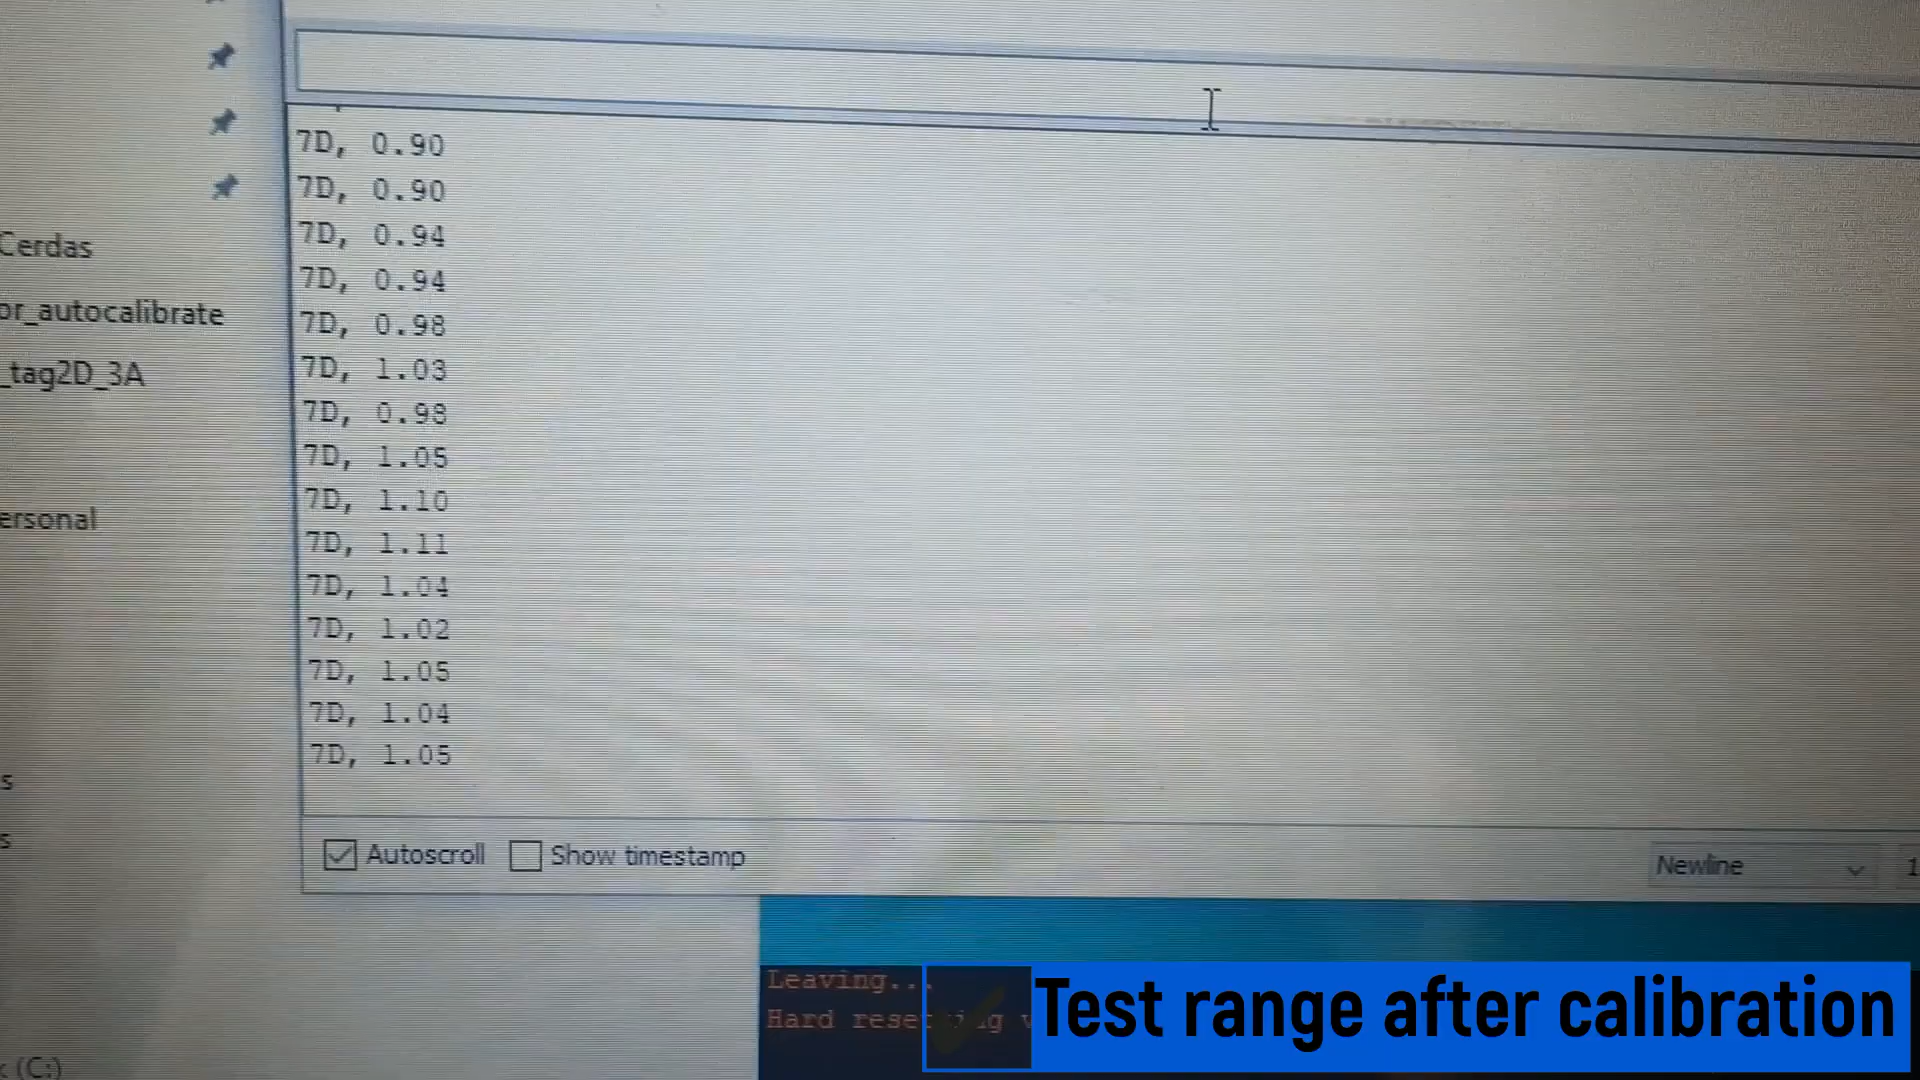 7D, 0.90
7D, 0.90
7D, 0.94
7D, 0.94
7D, 0.98
7D, 1.03
7D, 0.98
7D, 1.05
7D, 1.10
7D, 1.11
7D, 1.04
7D, 1.02
7D, 1.05
7D, 1.04
7D, 1.05
Cerdas
or_autocalibrate
_tag2D_3A
ersonal
s
s
(C:)
Autoscroll
Show timestamp
Newline
1
Leaving...
Hard
Test range after calibration